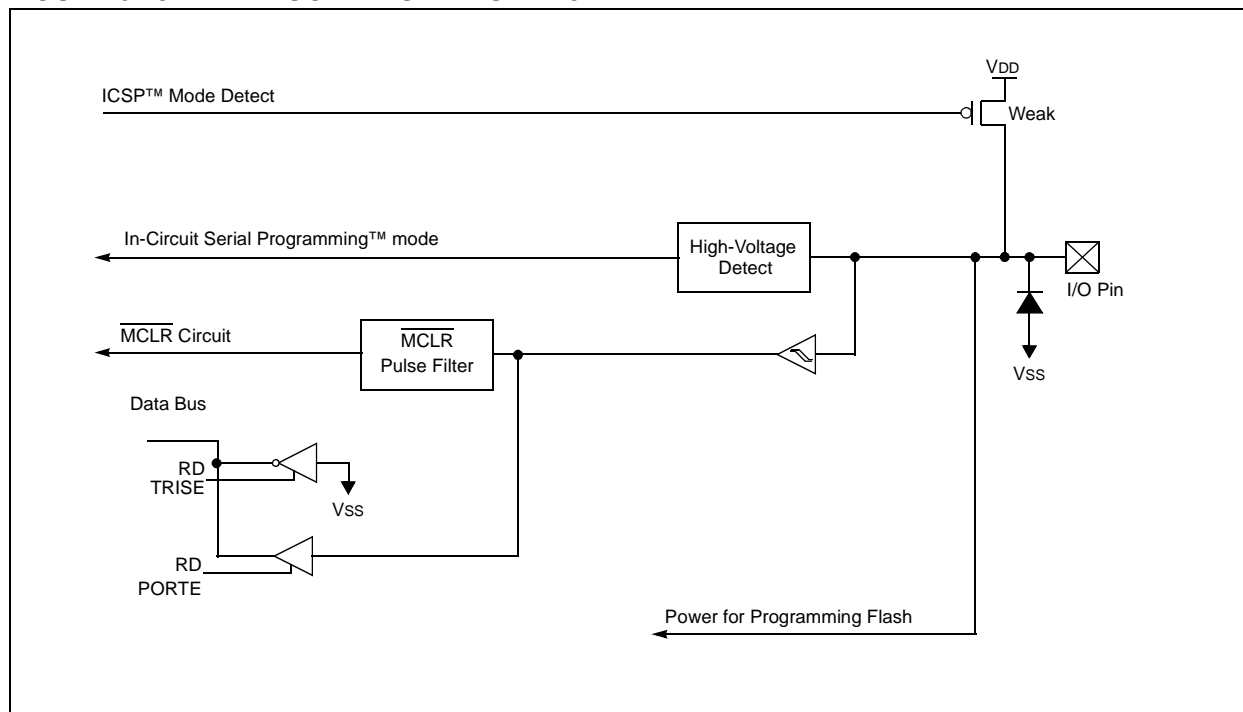 VDD
ICSP™ Mode Detect
Weak
In-Circuit Serial Programming™ mode
High-Voltage
Detect
I/O Pin
MCLR Circuit
MCLR
Pulse Filter
VSS
Data Bus
RD
TRISE
VSS
RD
PORTE
Power for Programming Flash